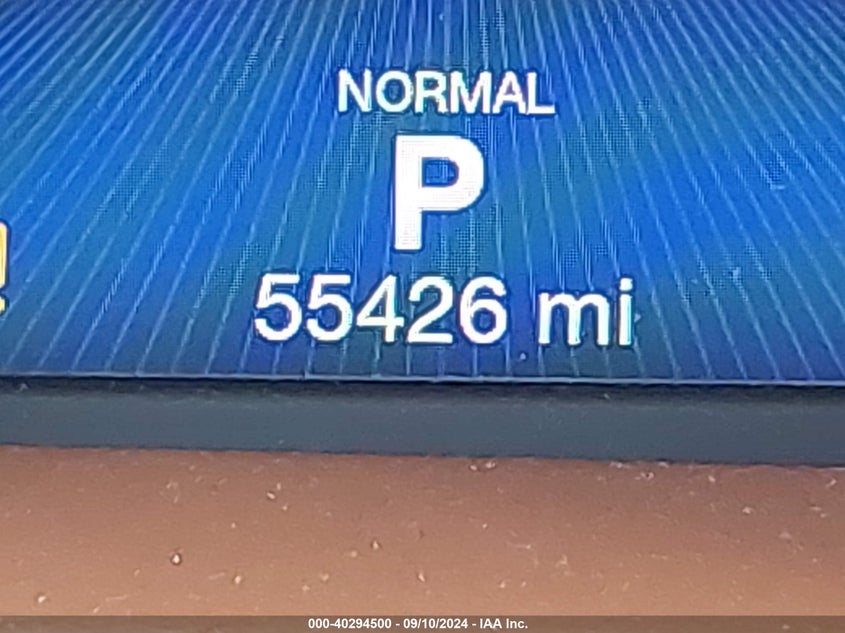 NORMAL
P
55426 mi
000-40294500 - 09/10/2024 - IAA Inc.